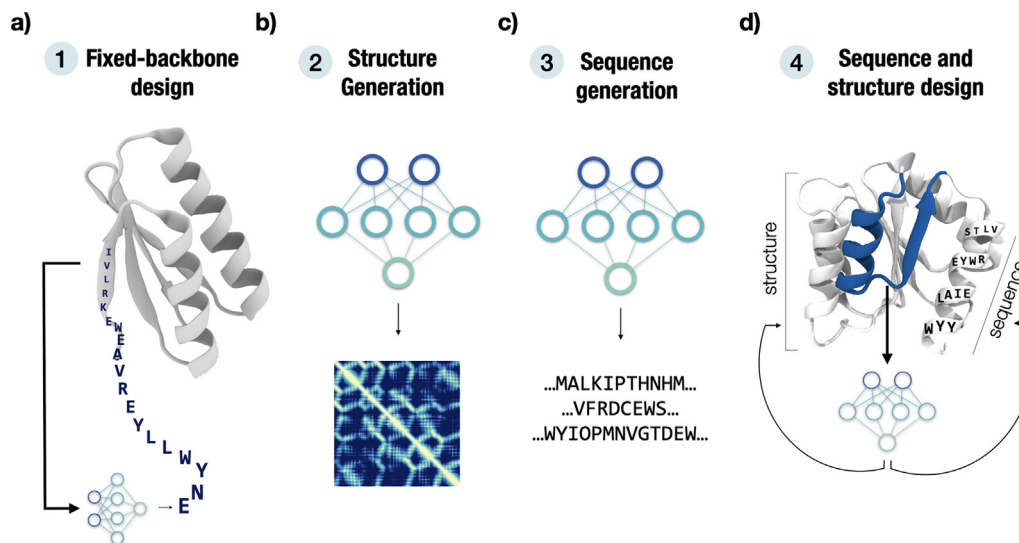 a)
1
Fixed-backbone
design
I V L R K E W E A V R E Y L L W Y N E
b)
2
Structure
Generation
c)
3
Sequence
generation
...MALKIPTHNHM...
...VFRDCEWS...
...WYIOPMNVGTDEW...
d)
4
Sequence and
structure design
structure
STLV
EYWR
LAIE
WYY
sequence